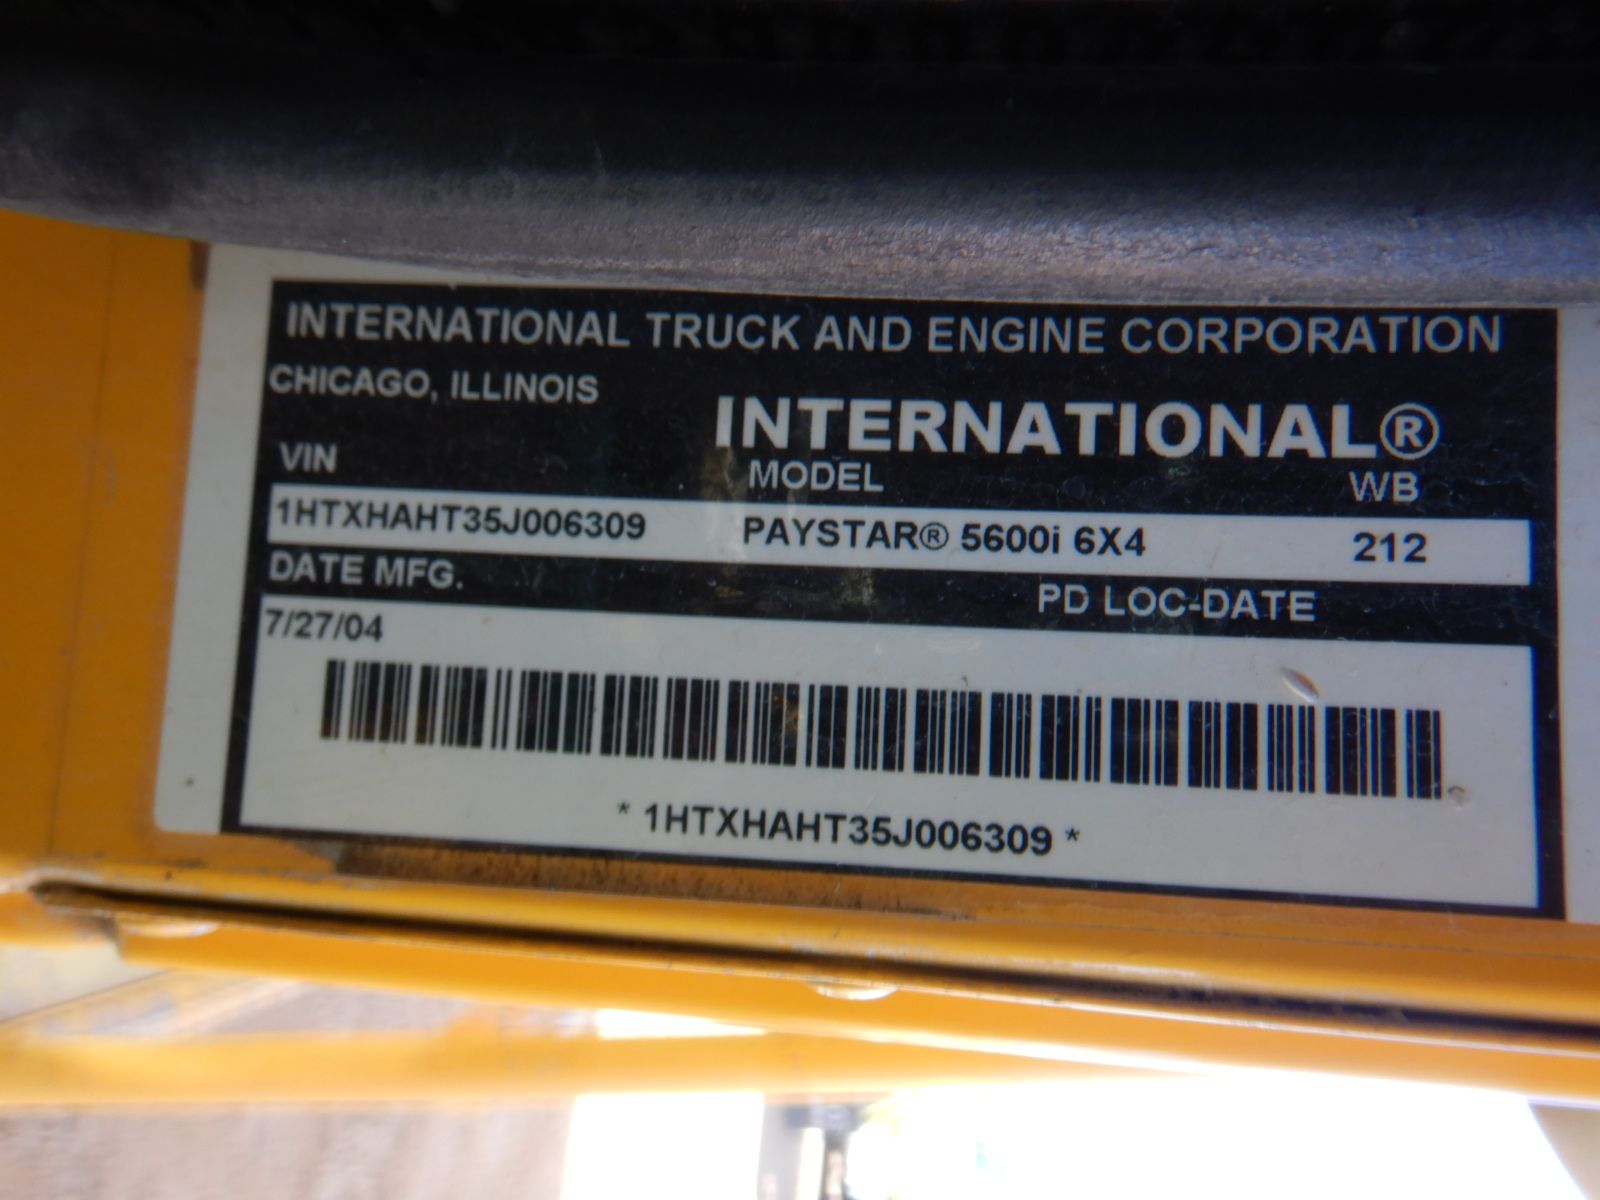 INTERNATIONAL TRUCK AND ENGINE CORPORATION
CHICAGO, ILLINOIS
INTERNATIONAL®
VIN MODEL WB
1HTXHAHT35J006309 PAYSTAR® 5600i 6X4 212
DATE MFG. PD LOC-DATE
7/27/04
* 1HTXHAHT35J006309 *